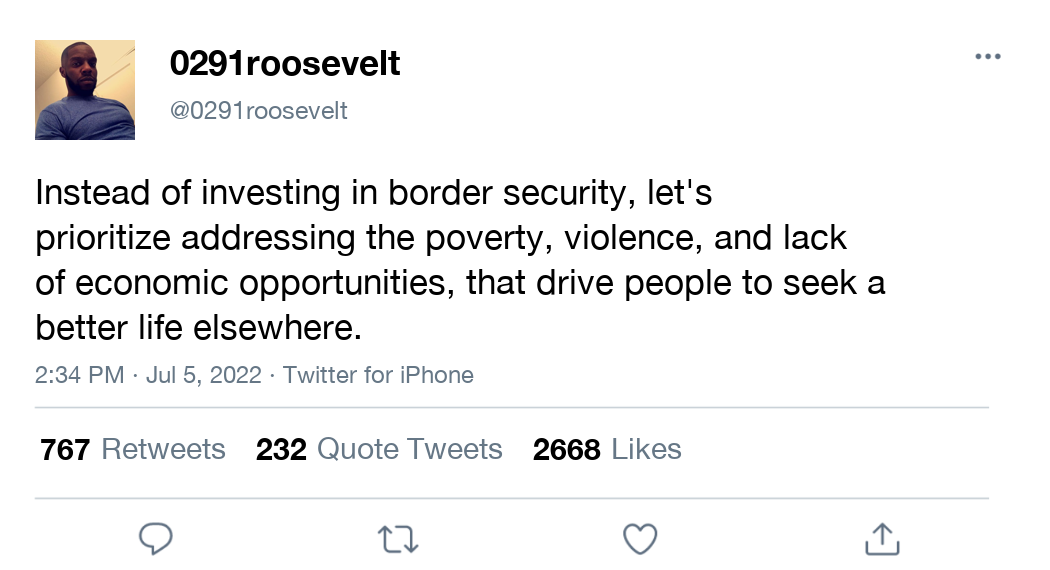 0291roosevelt
@0291roosevelt
Instead of investing in border security, let's
prioritize addressing the poverty, violence, and lack
of economic opportunities, that drive people to seek a
better life elsewhere.
2:34 PM · Jul 5, 2022 · Twitter for iPhone
767 Retweets 232 Quote Tweets 2668 Likes